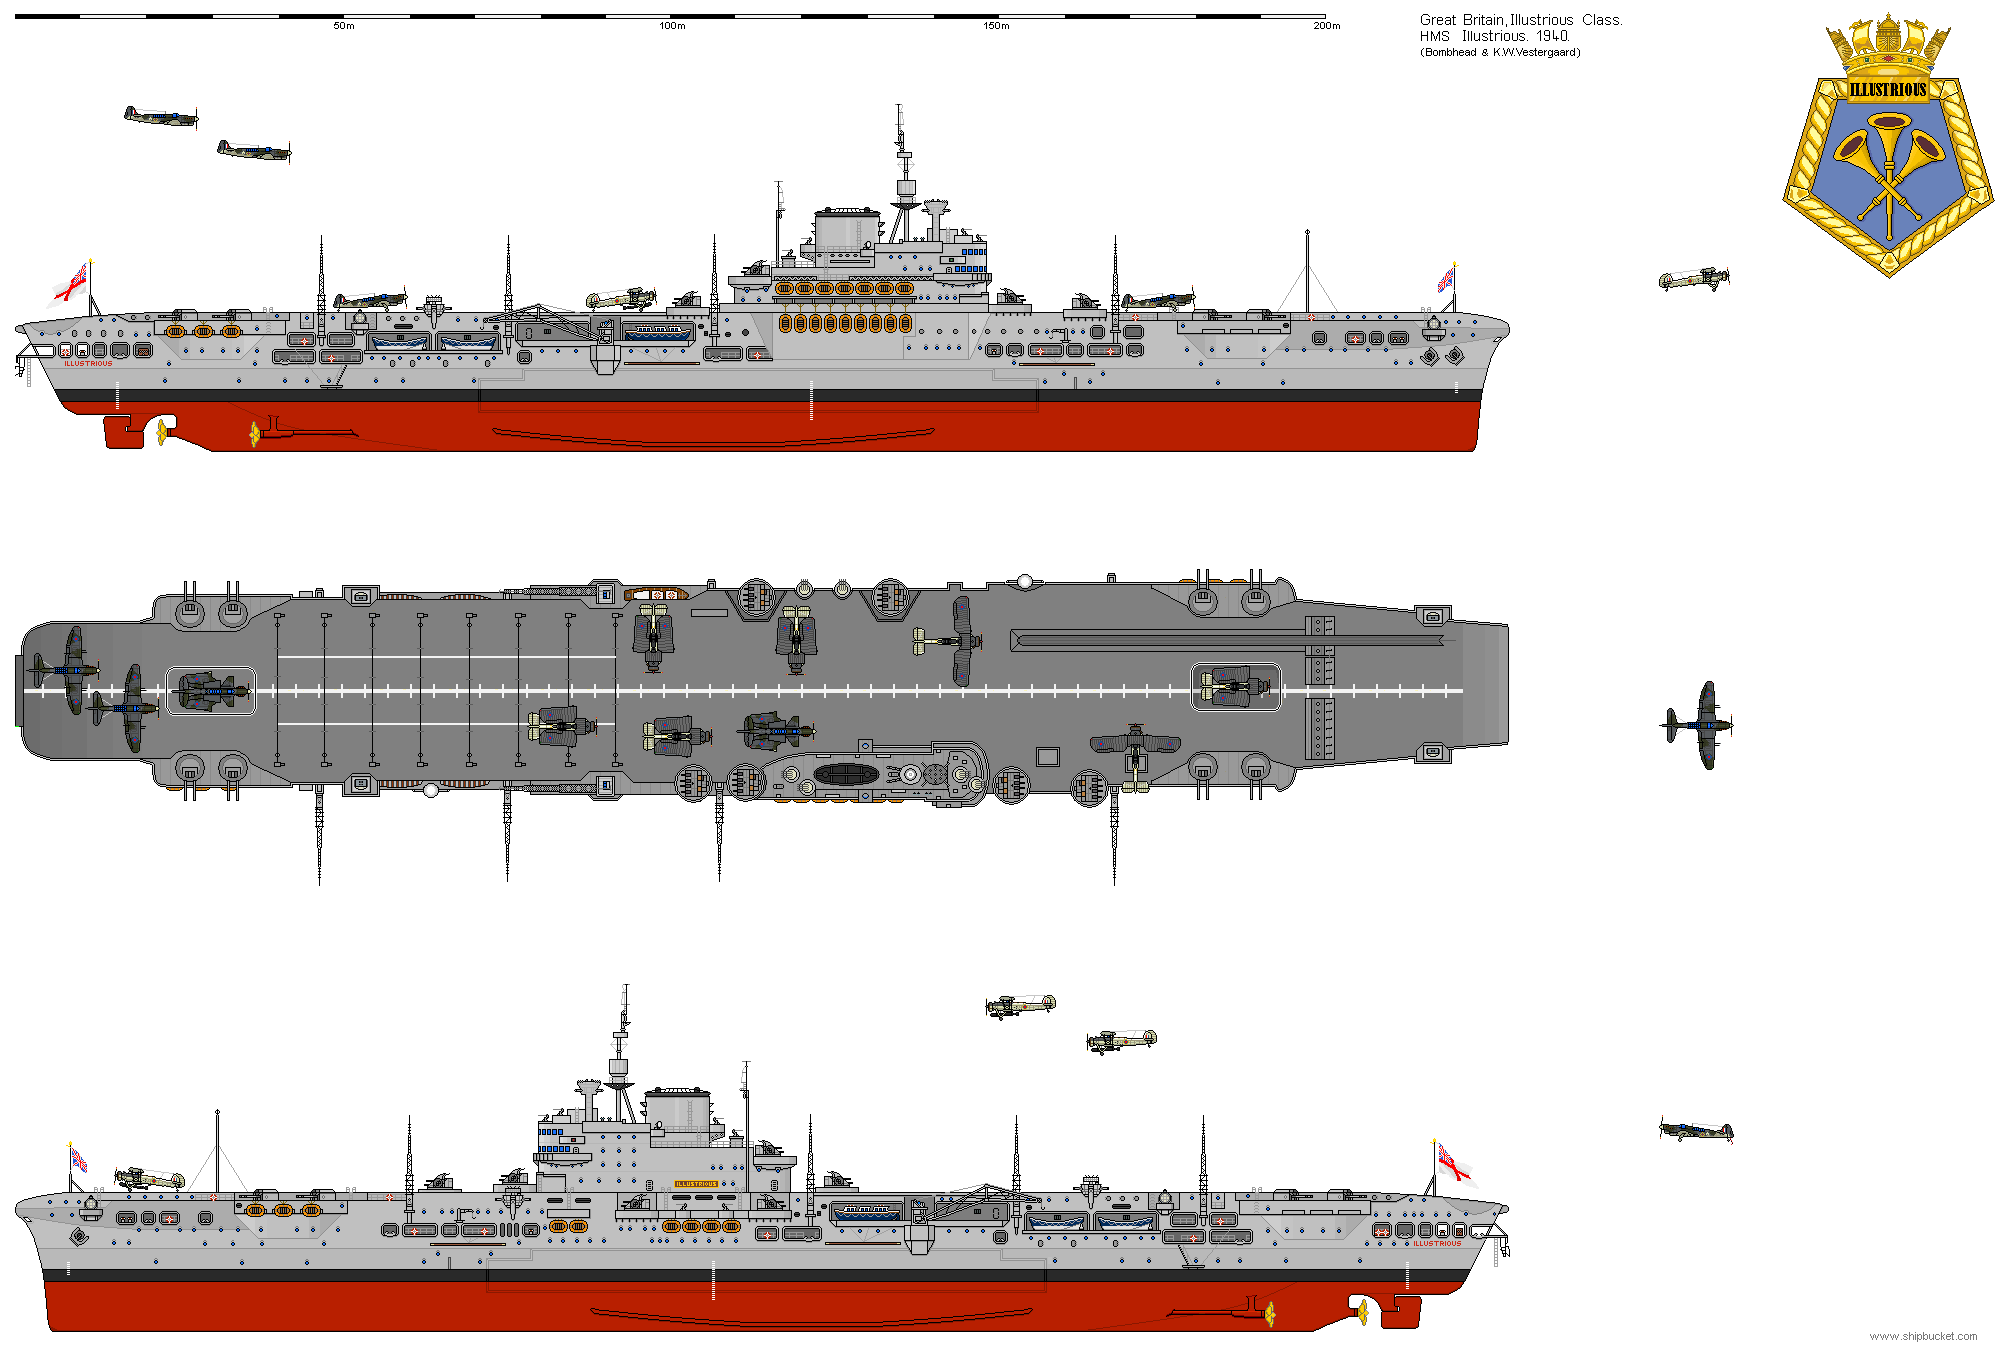 50m 100m 150m 200m
Great Britain, Illustrious Class.
HMS Illustrious. 1940.
(Bombhead & K.W.Vestergaard)
ILLUSTRIOUS
ILLUSTRIOUS
ILLUSTRIOUS
ILLUSTRIOUS
www.shipbucket.com